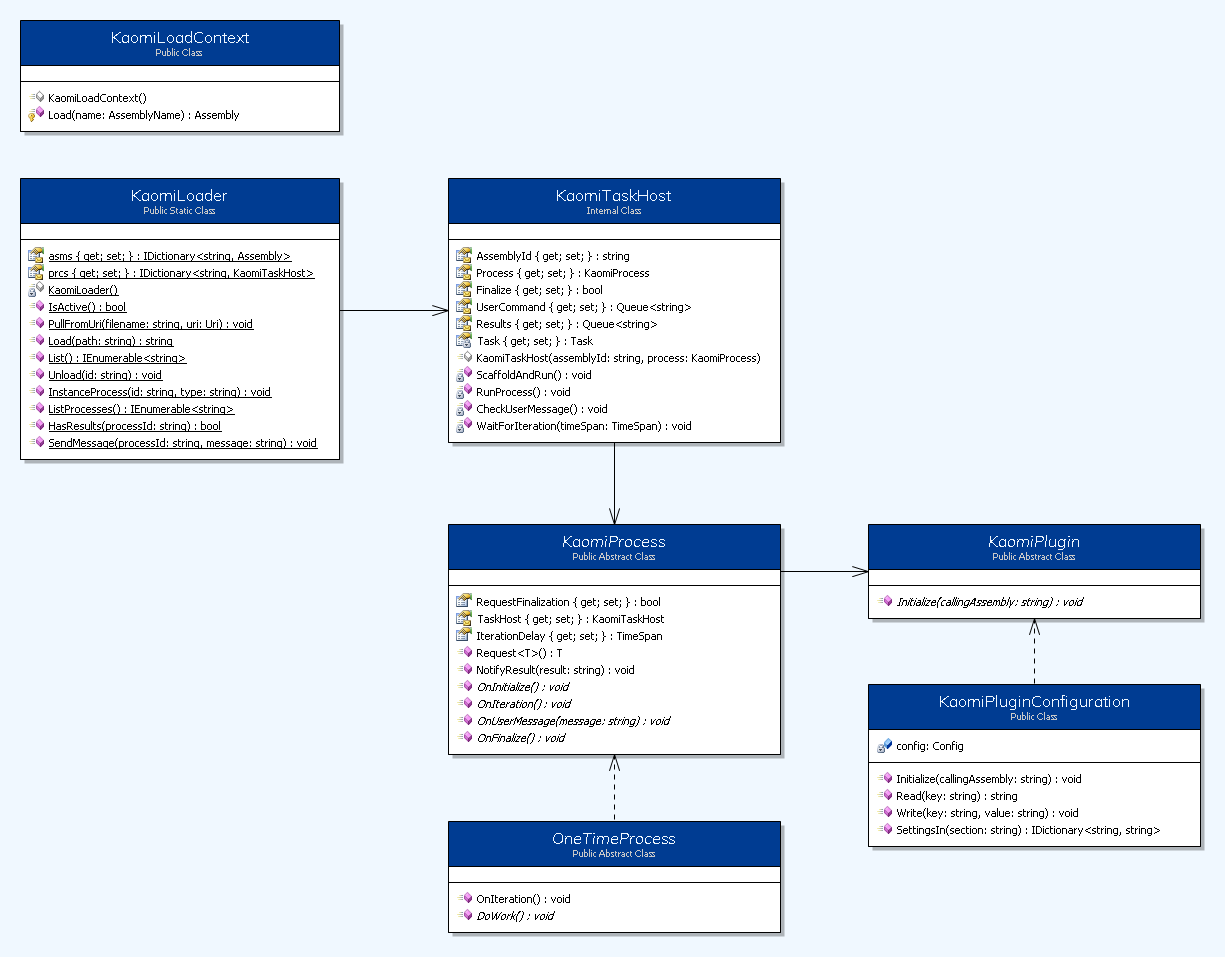 KaomiLoadContext
Public Class
KaomiLoadContext()
Load(name: AssemblyName) : Assembly
KaomiLoader
Public Static Class
asms { get; set; } : IDictionary<string, Assembly>
prcs { get; set; } : IDictionary<string, KaomiTaskHost>
KaomiLoader()
IsActive() : bool
PullFromUri(filename: string, uri: Uri) : void
Load(path: string) : string
List() : IEnumerable<string>
Unload(id: string) : void
InstanceProcess(id: string, type: string) : void
ListProcesses() : IEnumerable<string>
HasResults(processId: string) : bool
SendMessage(processId: string, message: string) : void
KaomiTaskHost
Internal Class
AssemblyId { get; set; } : string
Process { get; set; } : KaomiProcess
Finalize { get; set; } : bool
UserCommand { get; set; } : Queue<string>
Results { get; set; } : Queue<string>
Task { get; set; } : Task
KaomiTaskHost(assemblyId: string, process: KaomiProcess)
ScaffoldAndRun() : void
RunProcess() : void
CheckUserMessage() : void
WaitForIteration(timeSpan: TimeSpan) : void
KaomiProcess
Public Abstract Class
RequestFinalization { get; set; } : bool
TaskHost { get; set; } : KaomiTaskHost
IterationDelay { get; set; } : TimeSpan
Request<T>() : T
NotifyResult(result: string) : void
OnInitialize() : void
OnIteration() : void
OnUserMessage(message: string) : void
OnFinalize() : void
KaomiPlugin
Public Abstract Class
Initialize(callingAssembly: string) : void
KaomiPluginConfiguration
Public Class
config: Config
Initialize(callingAssembly: string) : void
Read(key: string) : string
Write(key: string, value: string) : void
SettingsIn(section: string) : IDictionary<string, string>
OneTimeProcess
Public Abstract Class
OnIteration() : void
DoWork() : void